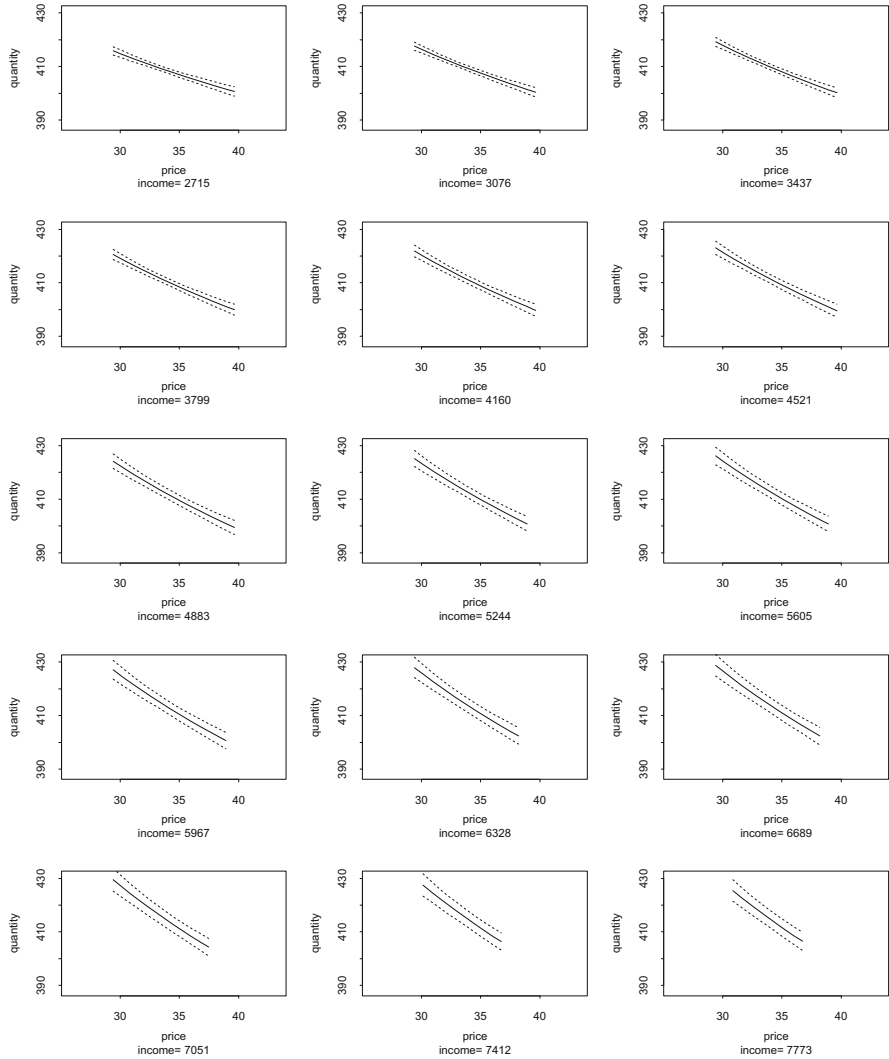 quantity
430
410
390
30 35 40
price
income= 2715
quantity
430
410
390
30 35 40
price
income= 3076
quantity
430
410
390
30 35 40
price
income= 3437
quantity
430
410
390
30 35 40
price
income= 3799
quantity
430
410
390
30 35 40
price
income= 4160
quantity
430
410
390
30 35 40
price
income= 4521
quantity
430
410
390
30 35 40
price
income= 4883
quantity
430
410
390
30 35 40
price
income= 5244
quantity
430
410
390
30 35 40
price
income= 5605
quantity
430
410
390
30 35 40
price
income= 5967
quantity
430
410
390
30 35 40
price
income= 6328
quantity
430
410
390
30 35 40
price
income= 6689
quantity
430
410
390
30 35 40
price
income= 7051
quantity
430
410
390
30 35 40
price
income= 7412
quantity
430
410
390
30 35 40
price
income= 7773